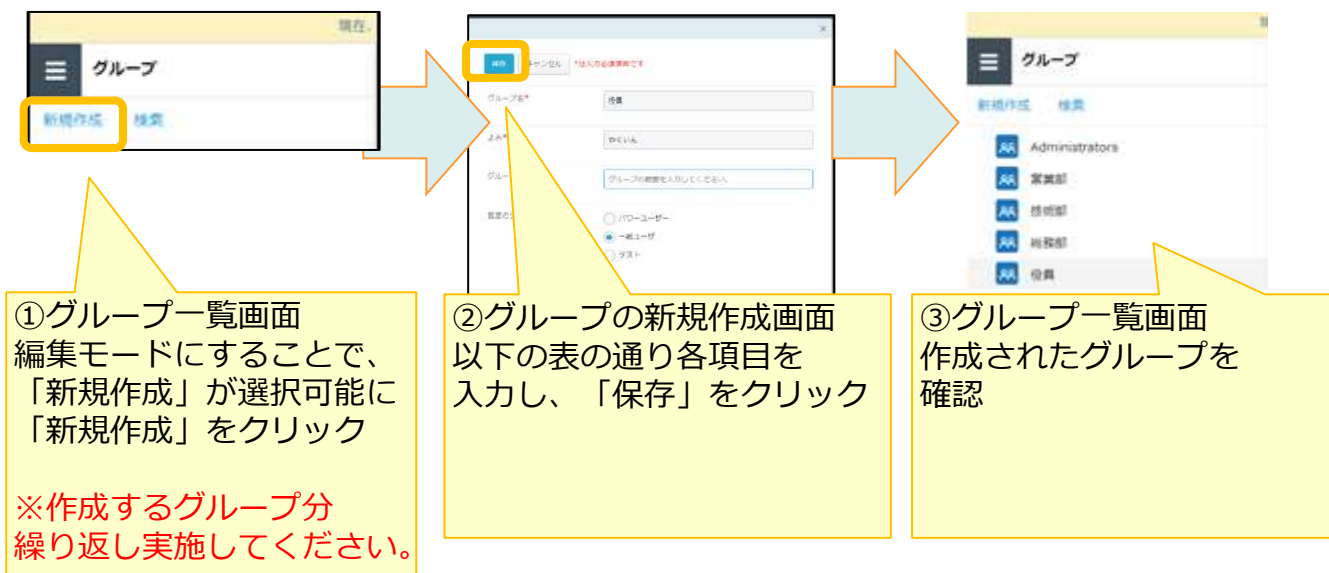 現在、
グループ
新規作成 検索
①グループ一覧画面
編集モードにすることで、
「新規作成」が選択可能に
「新規作成」をクリック
※作成するグループ分
繰り返し実施してください。
×
保存 キャンセル *は入力必須項目です
グループ名* 役員
よみ* やくいん
グルー グループの概要を入力してください。
既定の
パワーユーザー
一般ユーザ
テスト
②グループの新規作成画面
以下の表の通り各項目を
入力し、「保存」をクリック
グループ
新規作成 検索
Administrators
営業部
技術部
総務部
役員
③グループ一覧画面
作成されたグループを
確認